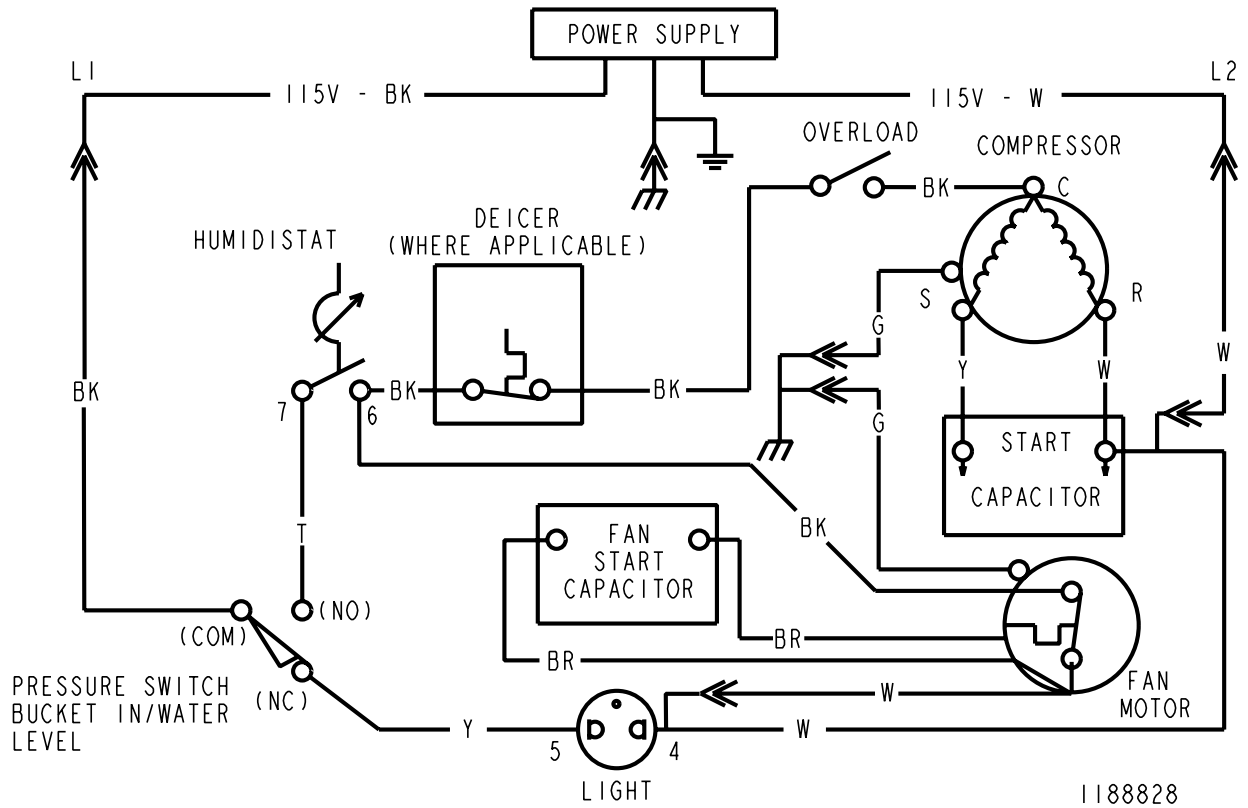 POWER SUPPLY
L1
L2
115V - BK
115V - W
OVERLOAD
COMPRESSOR
BK
C
DEICER
(WHERE APPLICABLE)
HUMIDISTAT
S
R
G
Y
W
W
BK
7
6
BK
BK
G
START
CAPACITOR
T
BK
FAN
START
CAPACITOR
(NO)
(COM)
BR
BR
PRESSURE SWITCH
BUCKET IN/WATER
LEVEL
(NC)
W
FAN
MOTOR
Y
5
4
W
LIGHT
1188828